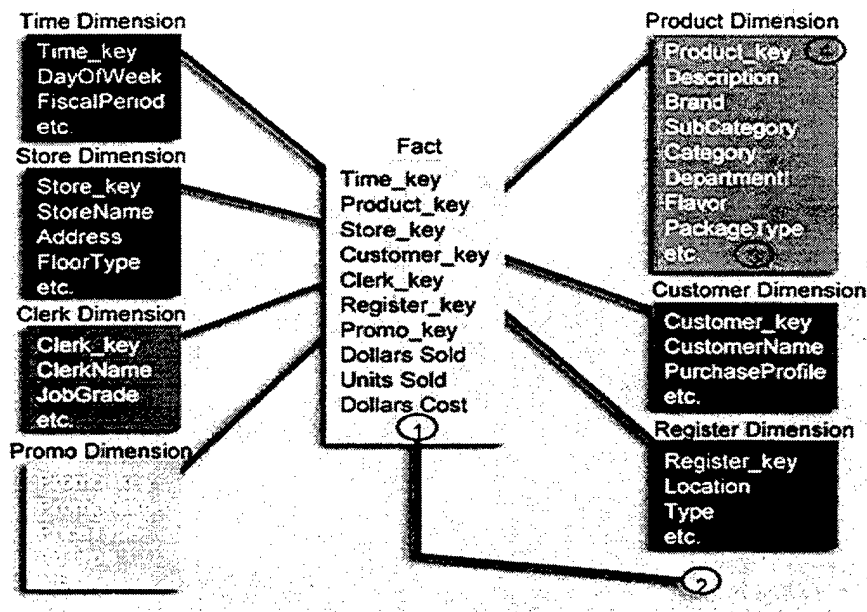 Time Dimension
Time_key
DayOfWeek
FiscalPeriod
etc.
Store Dimension
Store_key
StoreName
Address
FloorType
etc.
Clerk Dimension
Clerk_key
ClerkName
JobGrade
etc.
Promo Dimension
Fact
Time_key
Product_key
Store_key
Customer_key
Clerk_key
Register_key
Promo_key
Dollars Sold
Units Sold
Dollars Cost
1
2
Product Dimension
Product_key 4
Description
Brand
SubCategory
Category
Department
Flavor
PackageType
etc.
Customer Dimension
Customer_key
CustomerName
PurchaseProfile
etc.
Register Dimension
Register_key
Location
Type
etc.